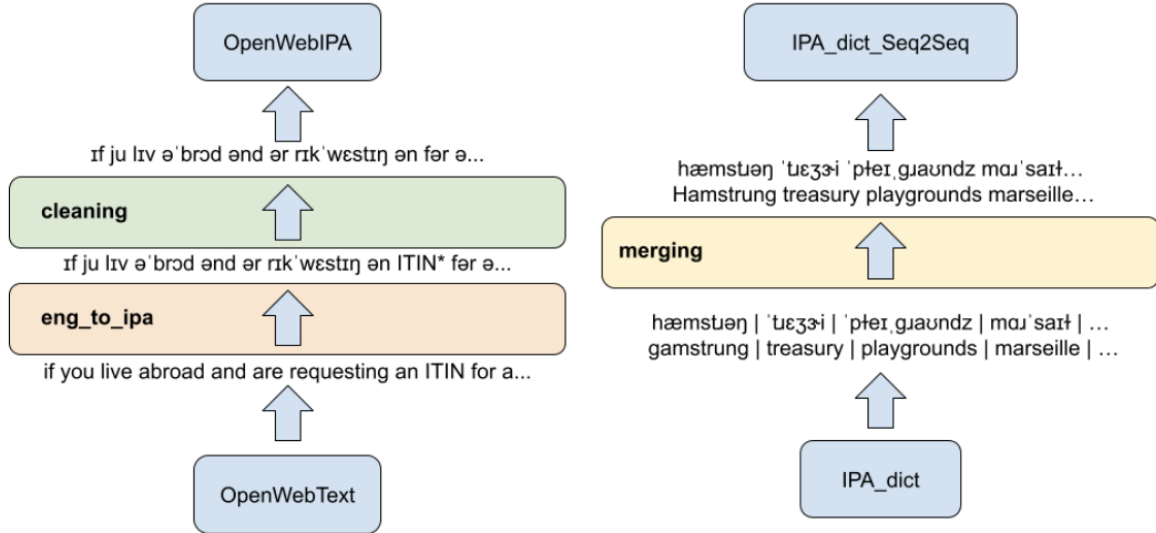 OpenWebIPA
ɪf ju lɪv əˈbrɔd ənd ər rɪkˈwɛstɪŋ ən fər ə...
cleaning
ɪf ju lɪv əˈbrɔd ənd ər rɪkˈwɛstɪŋ ən ITIN* fər ə...
eng_to_ipa
if you live abroad and are requesting an ITIN for a...
OpenWebText
IPA_dict_Seq2Seq
hæmstɹəŋ ˈtɹɛʒɝi ˈpɫeɪˌɡɹaʊndz mɑɹˈsaɪɫ…
Hamstrung treasury playgrounds marseille…
merging
hæmstɹəŋ | ˈtɹɛʒɝi | ˈpɫeɪˌɡɹaʊndz | mɑɹˈsaɪɫ | …
gamstrung | treasury | playgrounds | marseille | …
IPA_dict